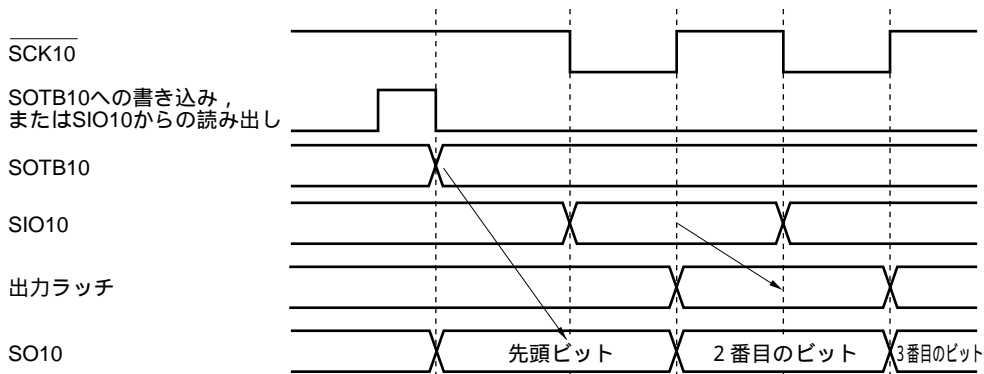 SCK10
SOTB10への書き込み，
またはSIO10からの読み出し
SOTB10
SIO10
出力ラッチ
SO10
先頭ビット
２番目のビット
3番目のビット